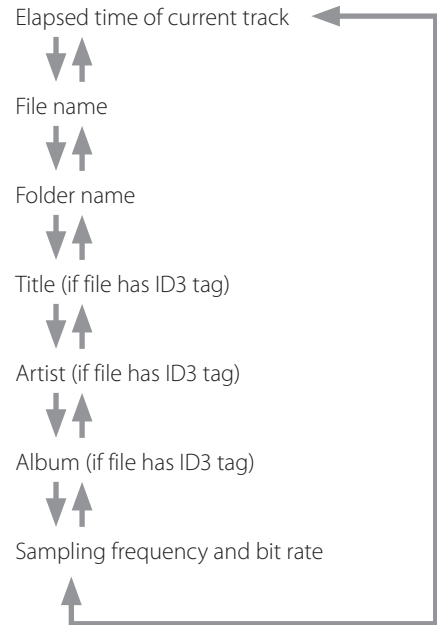 Elapsed time of current track
File name
Folder name
Title (if file has ID3 tag)
Artist (if file has ID3 tag)
Album (if file has ID3 tag)
Sampling frequency and bit rate